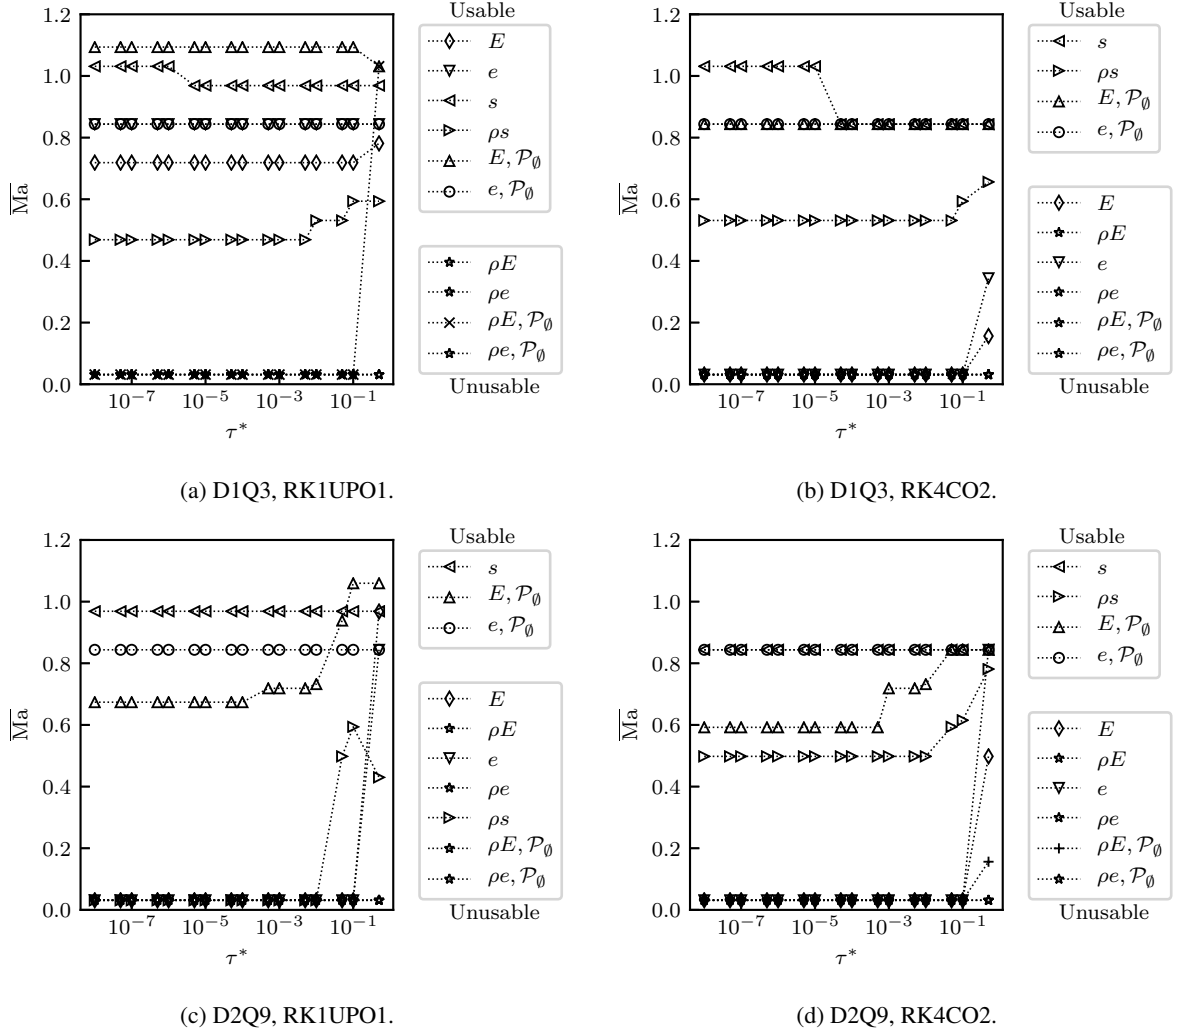 1.2
1.0
0.8
0.6
0.4
0.2
0.0
Ma
10⁻⁷ 10⁻⁵ 10⁻³ 10⁻¹
τ*
Usable
E
e
s
ρs
E, 𝒫∅
e, 𝒫∅
ρE
ρe
ρE, 𝒫∅
ρe, 𝒫∅
Unusable
(a) D1Q3, RK1UPO1.
1.2
1.0
0.8
0.6
0.4
0.2
0.0
Ma
10⁻⁷ 10⁻⁵ 10⁻³ 10⁻¹
τ*
Usable
s
ρs
E, 𝒫∅
e, 𝒫∅
E
ρE
e
ρe
ρE, 𝒫∅
ρe, 𝒫∅
Unusable
(b) D1Q3, RK4CO2.
1.2
1.0
0.8
0.6
0.4
0.2
0.0
Ma
10⁻⁷ 10⁻⁵ 10⁻³ 10⁻¹
τ*
Usable
s
E, 𝒫∅
e, 𝒫∅
E
ρE
e
ρe
ρs
ρE, 𝒫∅
ρe, 𝒫∅
Unusable
(c) D2Q9, RK1UPO1.
1.2
1.0
0.8
0.6
0.4
0.2
0.0
Ma
10⁻⁷ 10⁻⁵ 10⁻³ 10⁻¹
τ*
Usable
s
ρs
E, 𝒫∅
e, 𝒫∅
E
ρE
e
ρe
ρE, 𝒫∅
ρe, 𝒫∅
Unusable
(d) D2Q9, RK4CO2.